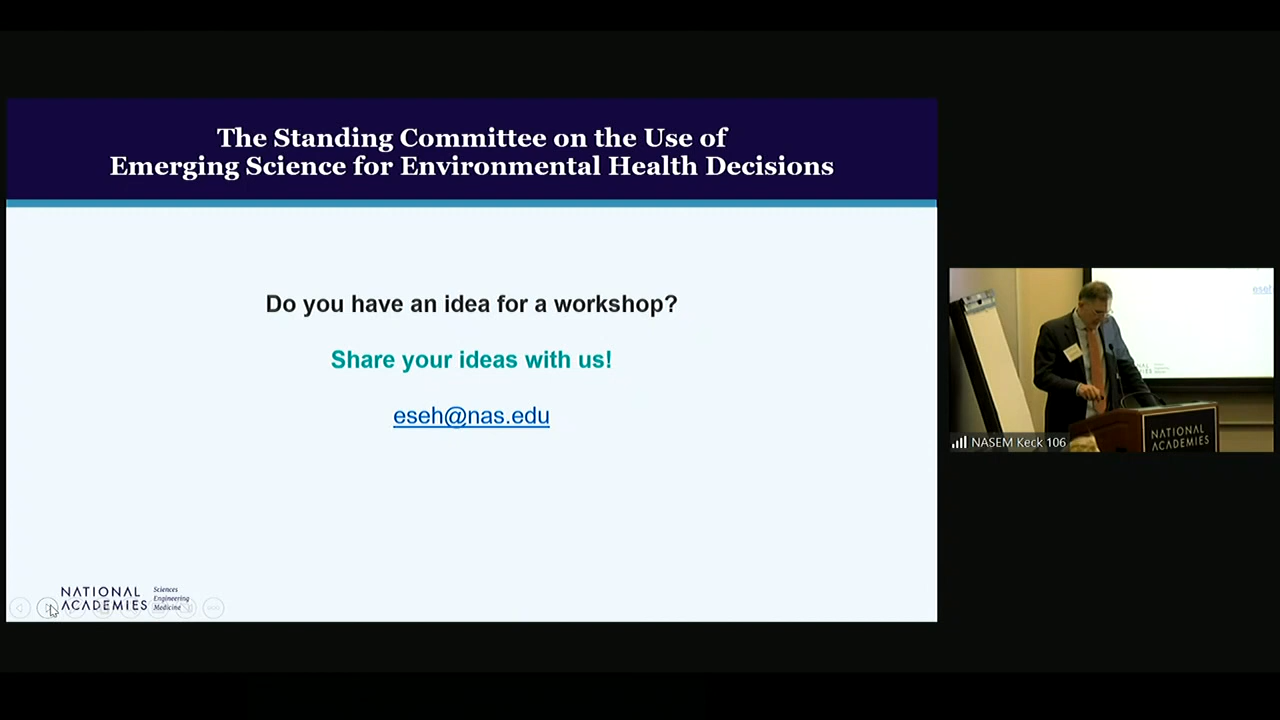 The Standing Committee on the Use of
Emerging Science for Environmental Health Decisions
Do you have an idea for a workshop?
Share your ideas with us!
eseh@nas.edu
NATIONAL
ACADEMIES
Sciences
Engineering
Medicine
eseh
NASEM Keck 106
NATIONAL
ACADEMIES